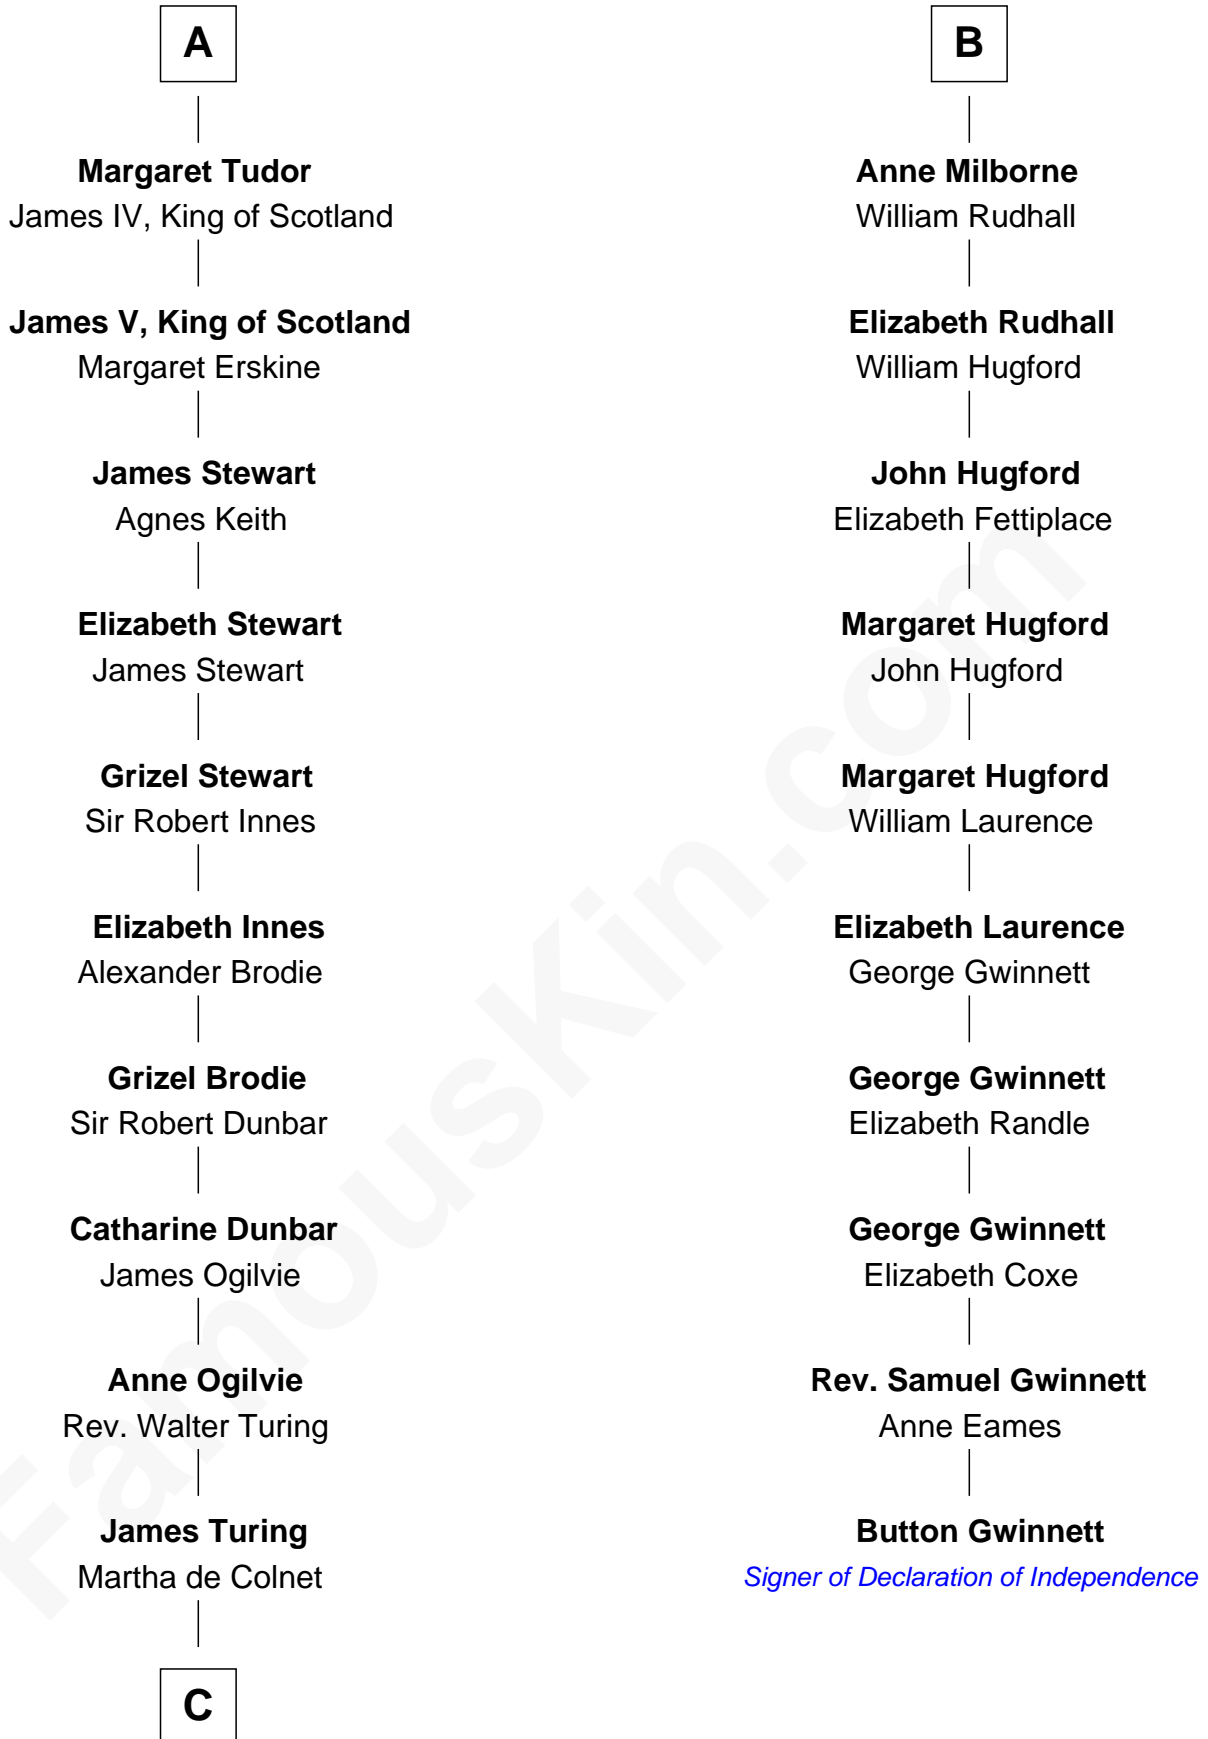 A
Margaret Tudor
James IV, King of Scotland
James V, King of Scotland
Margaret Erskine
James Stewart
Agnes Keith
Elizabeth Stewart
James Stewart
Grizel Stewart
Sir Robert Innes
Elizabeth Innes
Alexander Brodie
Grizel Brodie
Sir Robert Dunbar
Catharine Dunbar
James Ogilvie
Anne Ogilvie
Rev. Walter Turing
James Turing
Martha de Colnet
C
B
Anne Milborne
William Rudhall
Elizabeth Rudhall
William Hugford
John Hugford
Elizabeth Fettiplace
Margaret Hugford
John Hugford
Margaret Hugford
William Laurence
Elizabeth Laurence
George Gwinnett
George Gwinnett
Elizabeth Randle
George Gwinnett
Elizabeth Coxe
Rev. Samuel Gwinnett
Anne Eames
Button Gwinnett
Signer of Declaration of Independence
FamousKin.com